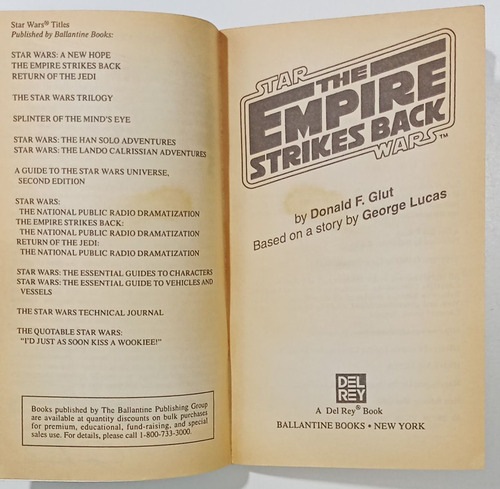 Star Wars® Titles
Published by Ballantine Books:
STAR WARS: A NEW HOPE
THE EMPIRE STRIKES BACK
RETURN OF THE JEDI
THE STAR WARS TRILOGY
SPLINTER OF THE MIND'S EYE
STAR WARS: THE HAN SOLO ADVENTURES
STAR WARS: THE LANDO CALRISSIAN ADVENTURES
A GUIDE TO THE STAR WARS UNIVERSE,
SECOND EDITION
STAR WARS:
THE NATIONAL PUBLIC RADIO DRAMATIZATION
THE EMPIRE STRIKES BACK:
THE NATIONAL PUBLIC RADIO DRAMATIZATION
RETURN OF THE JEDI:
THE NATIONAL PUBLIC RADIO DRAMATIZATION
STAR WARS: THE ESSENTIAL GUIDES TO CHARACTERS
STAR WARS: THE ESSENTIAL GUIDE TO VEHICLES AND
VESSELS
THE STAR WARS TECHNICAL JOURNAL
THE QUOTABLE STAR WARS:
"I'D JUST AS SOON KISS A WOOKIEE!"
Books published by The Ballantine Publishing Group
are available at quantity discounts on bulk purchases
for premium, educational, fund-raising, and special
sales use. For details, please call 1-800-733-3000.
STAR
THE
EMPIRE
STRIKES BACK
WARS™
by Donald F. Glut
Based on a story by George Lucas
DEL
REY
A Del Rey® Book
BALLANTINE BOOKS • NEW YORK